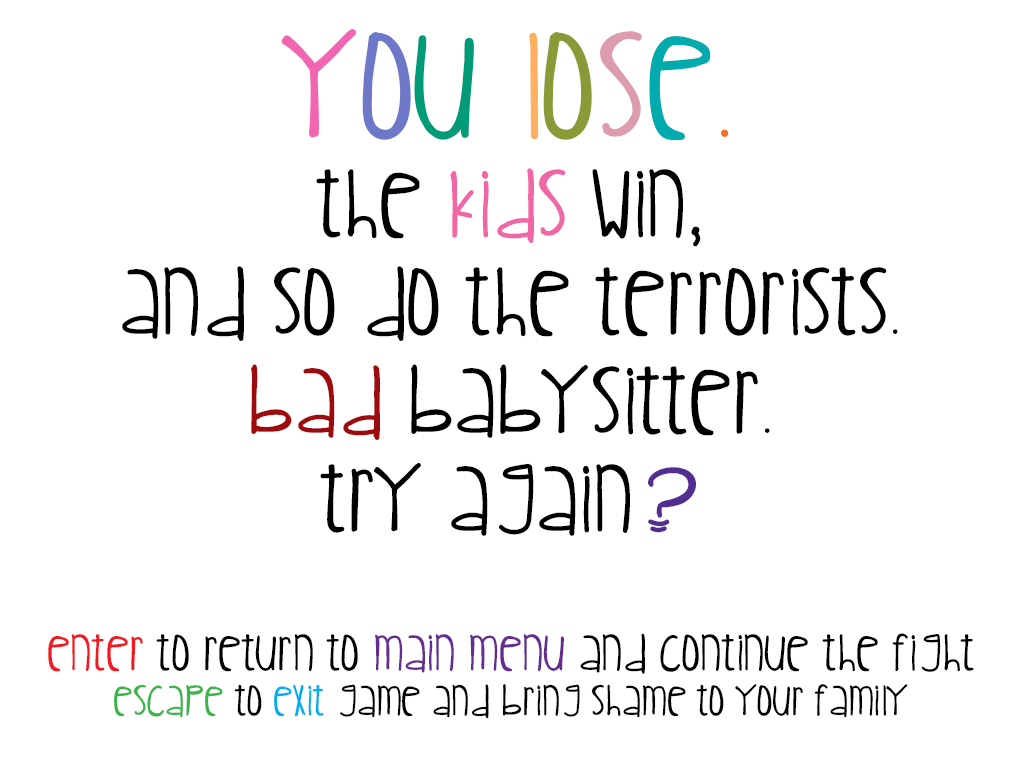 You lose.
the kids win,
and so do the terrorists.
bad babysitter.
try again?
enter to return to main menu and continue the fight
escape to exit game and bring shame to your family